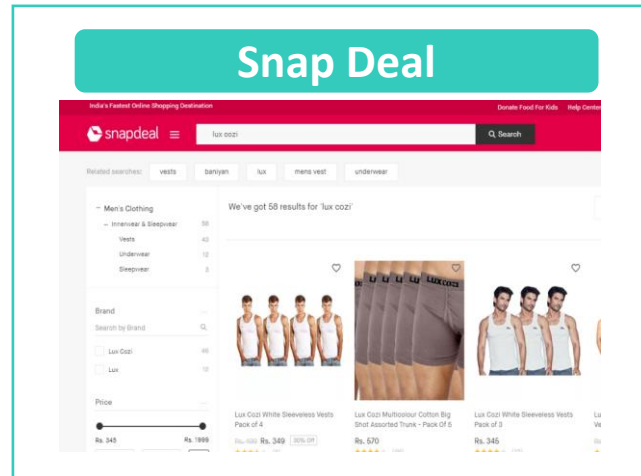 Snap Deal
India's Fastest Online Shopping Destination
Donate Food For Kids Help Center
snapdeal
lux cozi
Search
Related searches: vests baniyan lux mens vest underwear
Men's Clothing
Innerwear & Sleepwear
Vests
Underwear
Sleepwear
We've got 58 results for 'lux cozi'
Brand
Search by Brand
Lux Cozi
Lux
Price
Rs. 345 Rs. 1999
LUX COZI
Lux Cozi White Sleeveless Vests
Pack of 4
Rs. 349
Lux Cozi Multicolour Cotton Big
Shot Assorted Trunk - Pack Of 5
Rs. 570
Lux Cozi White Sleeveless Vests
Pack of 3
Rs. 345